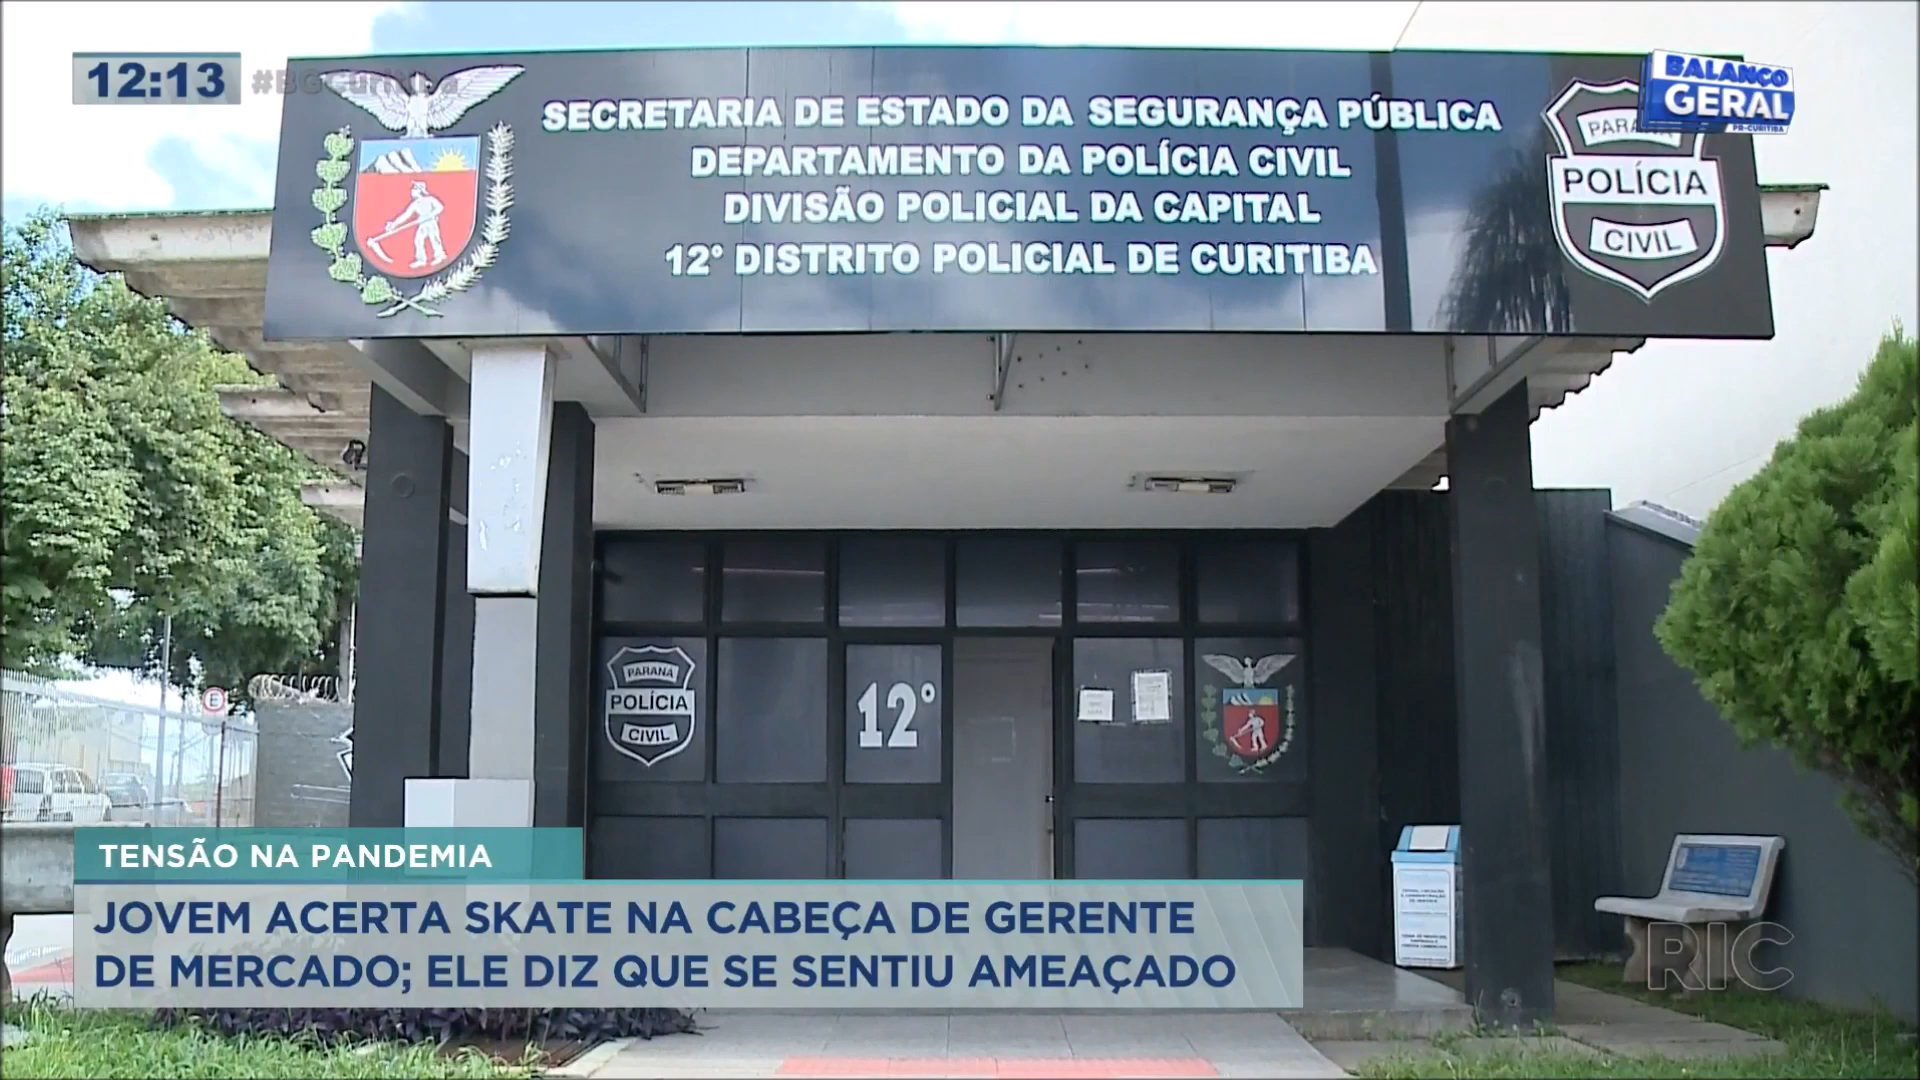 12:13 #BGCuritiba
BALANÇO
GERAL
PR-CURITIBA
SECRETARIA DE ESTADO DA SEGURANÇA PÚBLICA
DEPARTAMENTO DA POLÍCIA CIVIL
DIVISÃO POLICIAL DA CAPITAL
12° DISTRITO POLICIAL DE CURITIBA
POLÍCIA
CIVIL
E
PARANÁ
POLÍCIA
CIVIL
12°
TENSÃO NA PANDEMIA
JOVEM ACERTA SKATE NA CABEÇA DE GERENTE
DE MERCADO; ELE DIZ QUE SE SENTIU AMEAÇADO
RIC